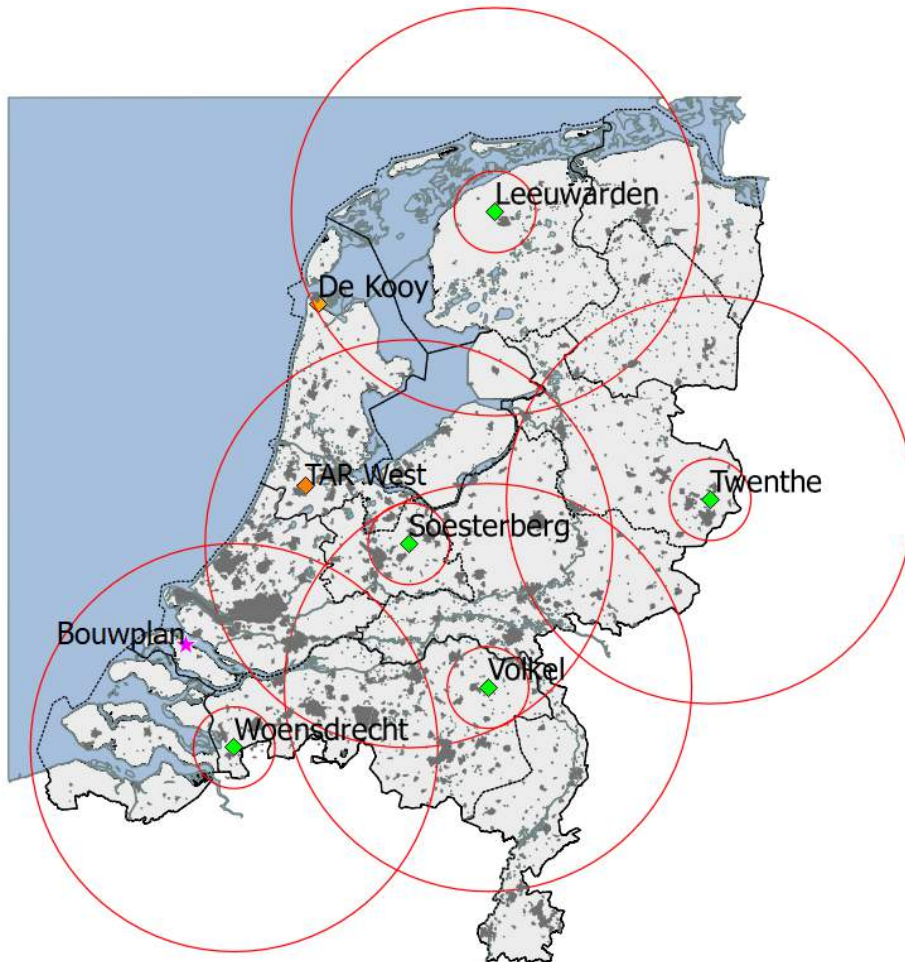 Leeuwarden
De Kooy
TAR West
Twenthe
Soesterberg
Bouwplan
Volkel
Woensdrecht